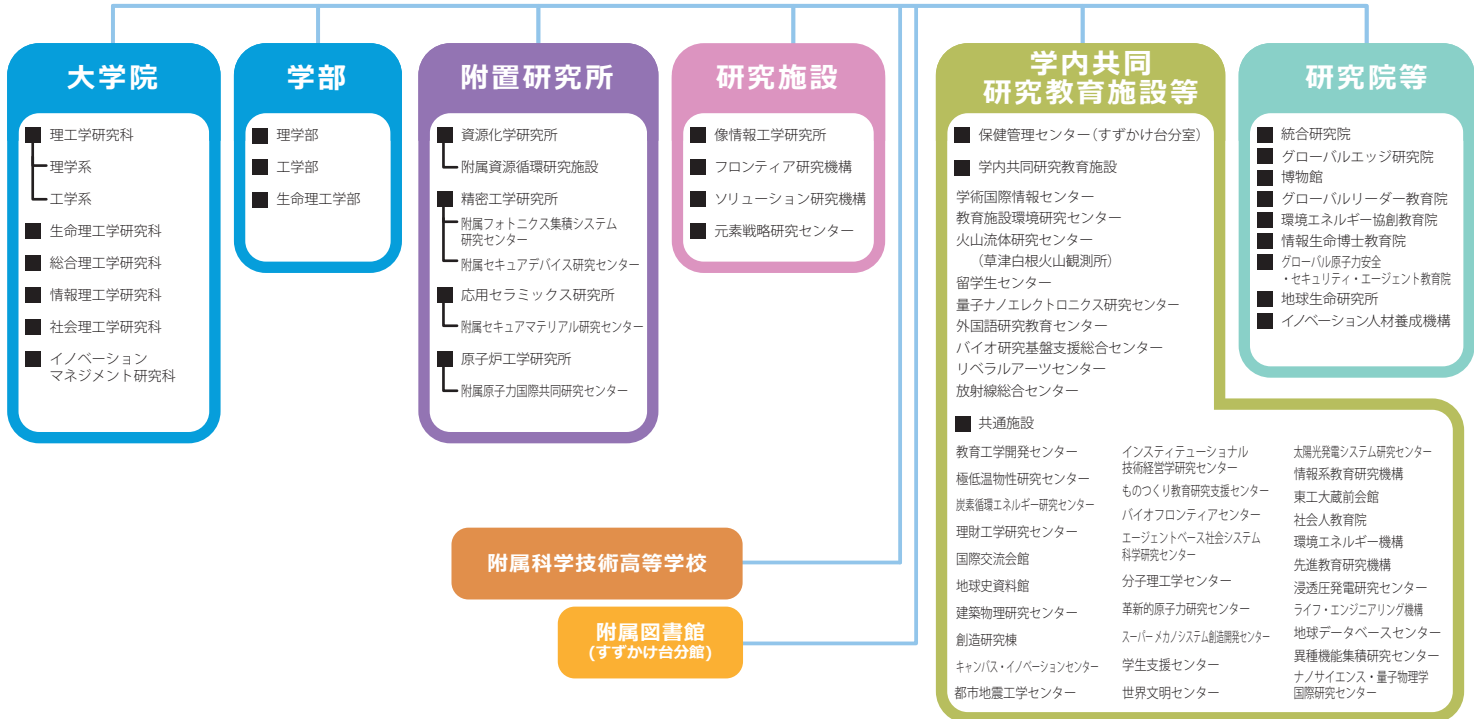 大学院
■ 理工学研究科
理学系
工学系
■ 生命理工学研究科
■ 総合理工学研究科
■ 情報理工学研究科
■ 社会理工学研究科
■ イノベーション
マネジメント研究科
学部
■ 理学部
■ 工学部
■ 生命理工学部
附置研究所
■ 資源化学研究所
附属資源循環研究施設
■ 精密工学研究所
附属フォトニクス集積システム
研究センター
附属セキュアデバイス研究センター
■ 応用セラミックス研究所
附属セキュアマテリアル研究センター
■ 原子炉工学研究所
附属原子力国際共同研究センター
研究施設
■ 像情報工学研究所
■ フロンティア研究機構
■ ソリューション研究機構
■ 元素戦略研究センター
学内共同
研究教育施設等
■ 保健管理センター(すずかけ台分室)
■ 学内共同研究教育施設
学術国際情報センター
教育施設環境研究センター
火山流体研究センター
(草津白根火山観測所)
留学生センター
量子ナノエレクトロニクス研究センター
外国語研究教育センター
バイオ研究基盤支援総合センター
リベラルアーツセンター
放射線総合センター
■ 共通施設
教育工学開発センター
極低温物性研究センター
炭素循環エネルギー研究センター
理財工学研究センター
国際交流会館
地球史資料館
建築物理研究センター
創造研究棟
キャンパス・イノベーションセンター
都市地震工学センター
インスティテューショナル
技術経営学研究センター
ものつくり教育研究支援センター
バイオフロンティアセンター
エージェントベース社会システム
科学研究センター
分子理工学センター
革新的原子力研究センター
スーパーメカノシステム創造開発センター
学生支援センター
世界文明センター
太陽光発電システム研究センター
情報系教育研究機構
東工大蔵前会館
社会人教育院
環境エネルギー機構
先進教育研究機構
浸透圧発電研究センター
ライフ・エンジニアリング機構
地球データベースセンター
異種機能集積研究センター
ナノサイエンス・量子物理学
国際研究センター
研究院等
■ 統合研究院
■ グローバルエッジ研究院
■ 博物館
■ グローバルリーダー教育院
■ 環境エネルギー協創教育院
■ 情報生命博士教育院
■ グローバル原子力安全
・セキュリティ・エージェント教育院
■ 地球生命研究所
■ イノベーション人材養成機構
附属科学技術高等学校
附属図書館
(すずかけ台分館)